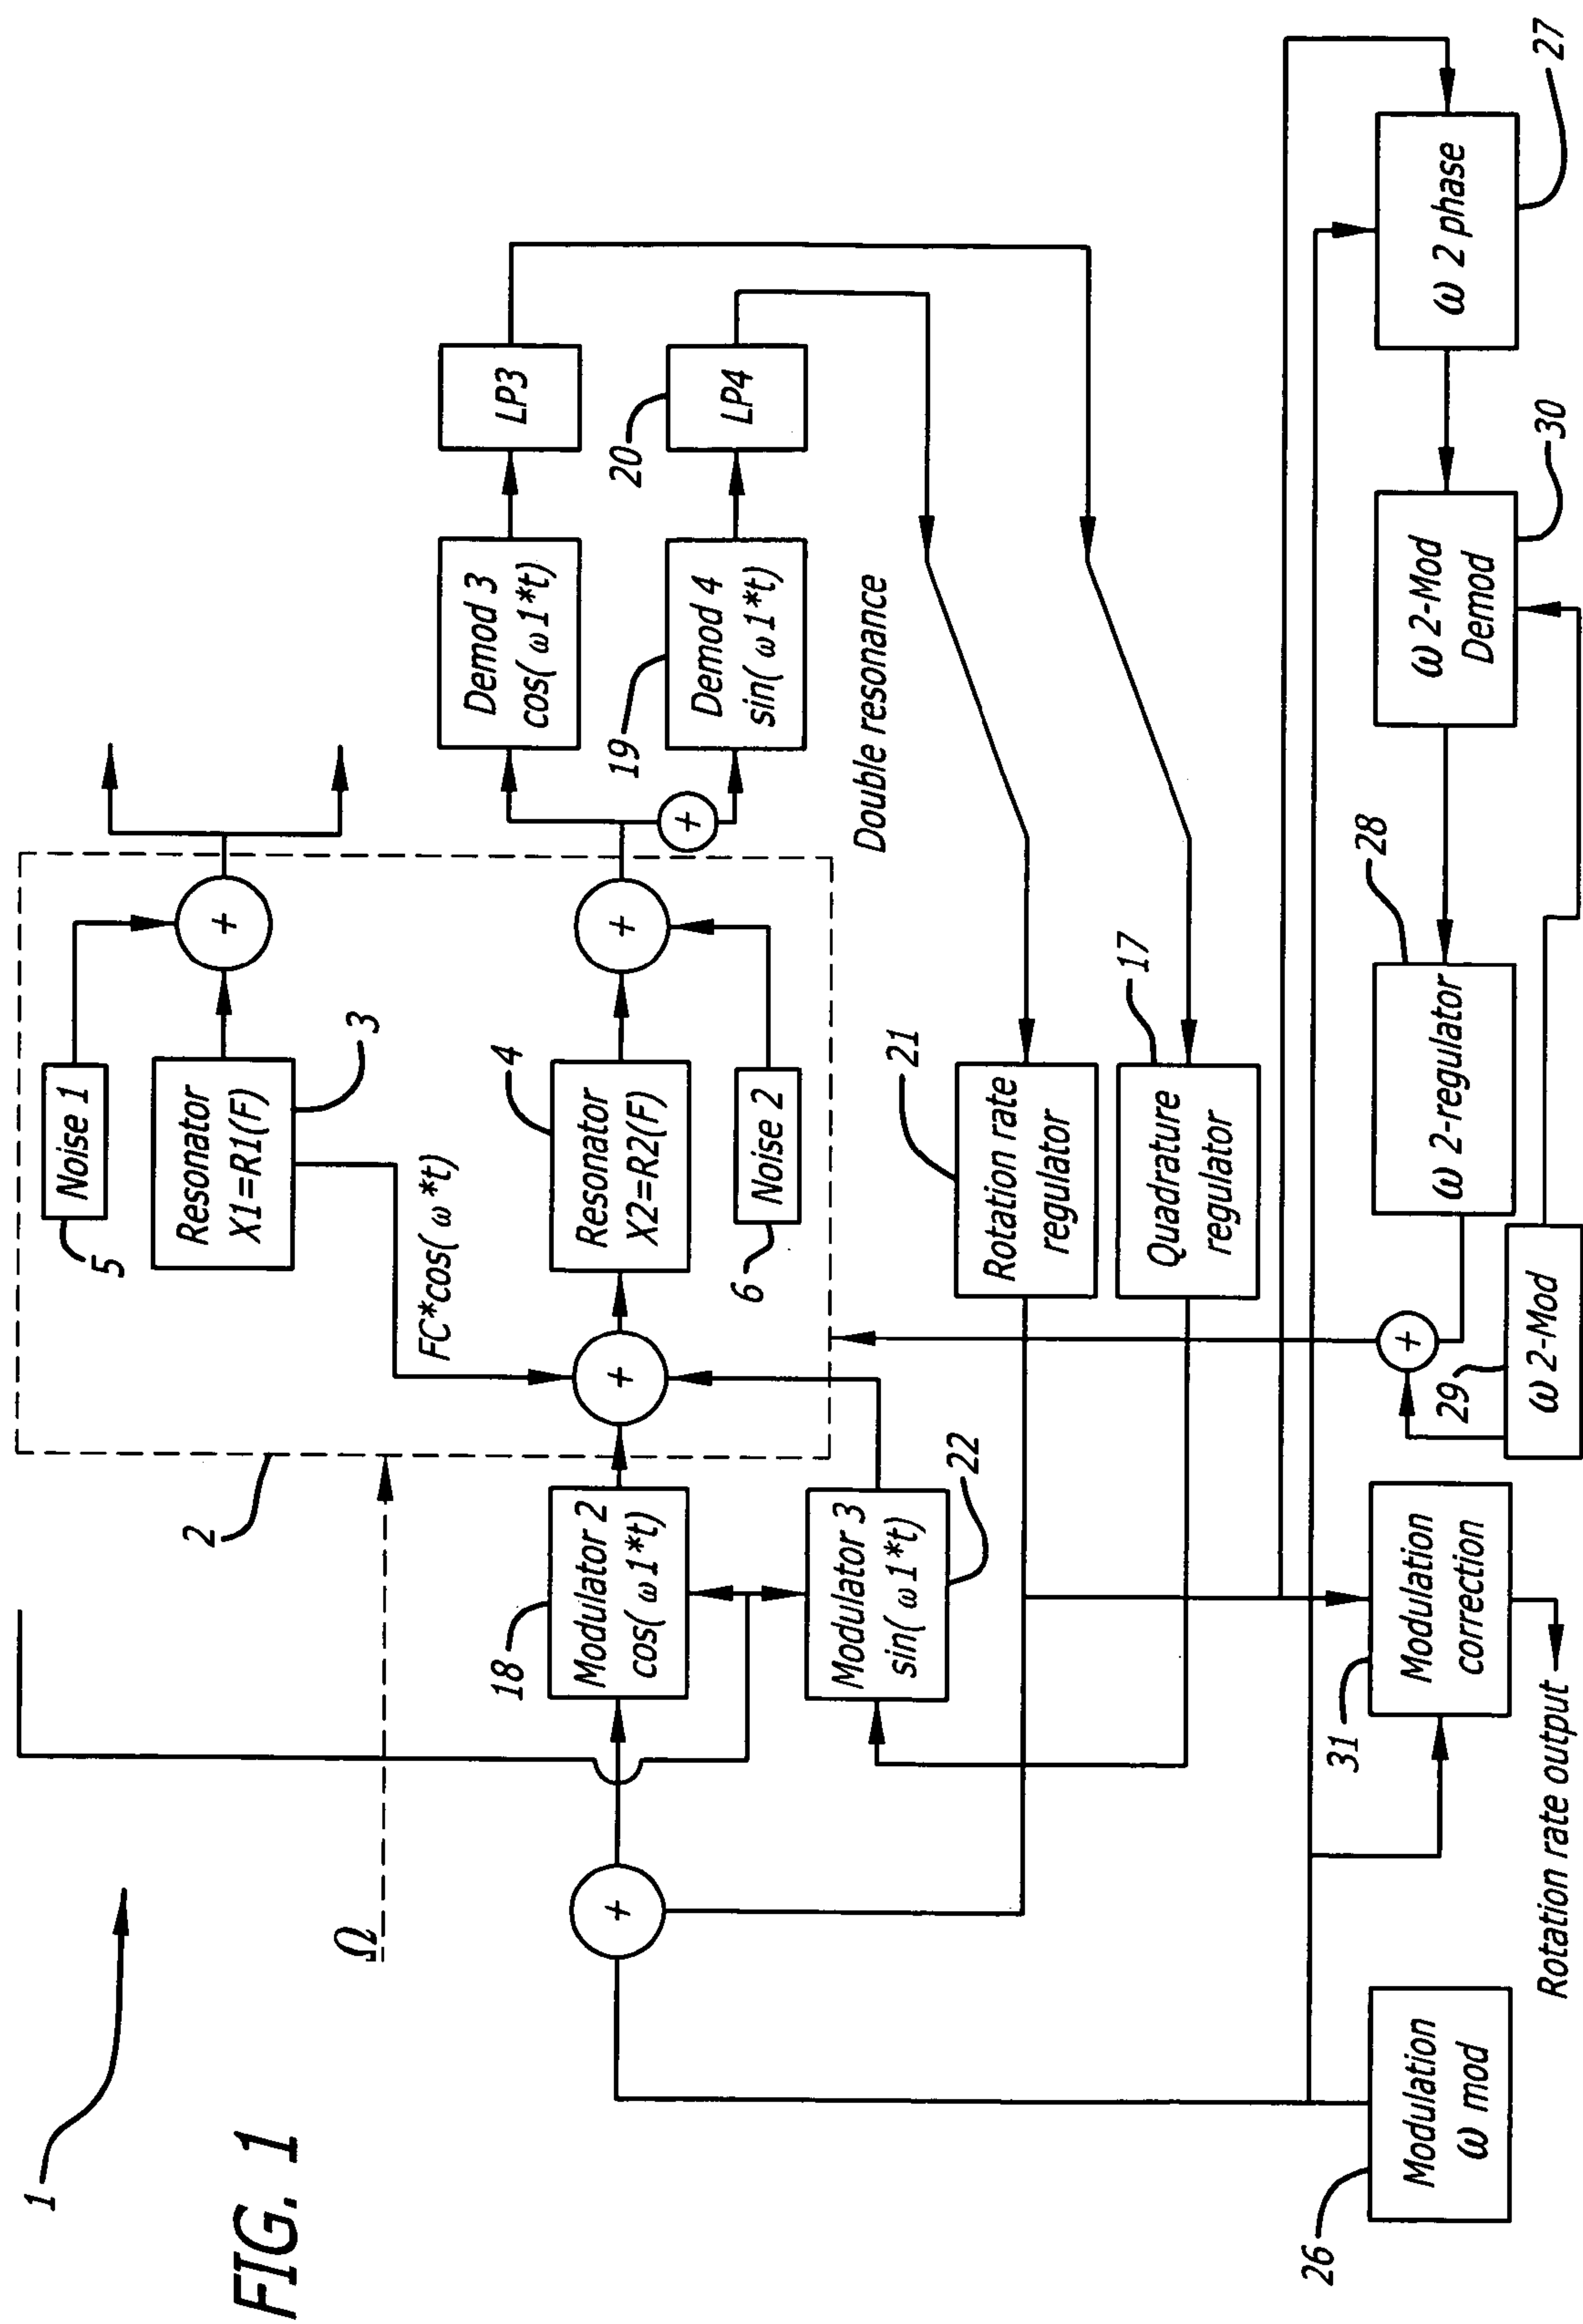 FIG. 1
1
2
Ω
5
Noise 1
Resonator
X1=R1(F)
3
FC*cos(ω*t)
4
Resonator
X2=R2(F)
6
Noise 2
+
+
+
+
+
+
18
Modulator 2
cos(ω1*t)
Modulator 3
sin(ω1*t)
22
Demod 3
cos(ω1*t)
LP3
19
Demod 4
sin(ω1*t)
20
LP4
Double resonance
21
Rotation rate
regulator
17
Quadrature
regulator
26
Modulation
ω mod
31
Modulation
correction
Rotation rate output
29
ω 2-Mod
28
ω 2-regulator
ω 2-Mod
Demod
30
ω 2 phase
27